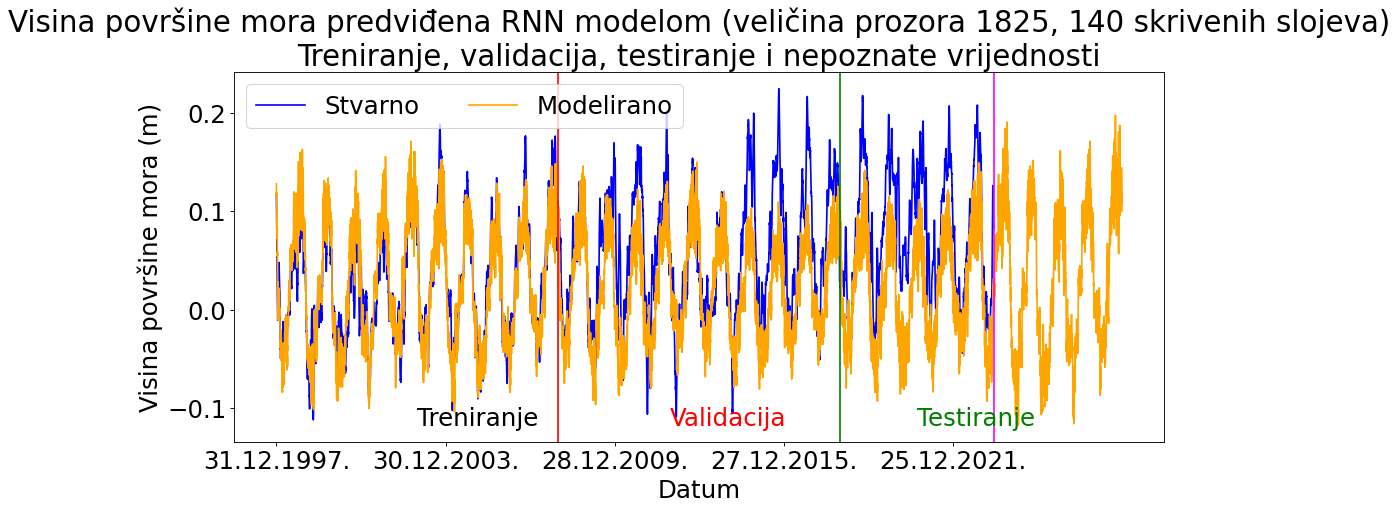 Visina površine mora predviđena RNN modelom (veličina prozora 1825, 140 skrivenih slojeva)
Treniranje, validacija, testiranje i nepoznate vrijednosti
Stvarno
Modelirano
Visina površine mora (m)
0.2
0.1
0.0
−0.1
Treniranje
Validacija
Testiranje
31.12.1997.
30.12.2003.
28.12.2009.
27.12.2015.
25.12.2021.
Datum